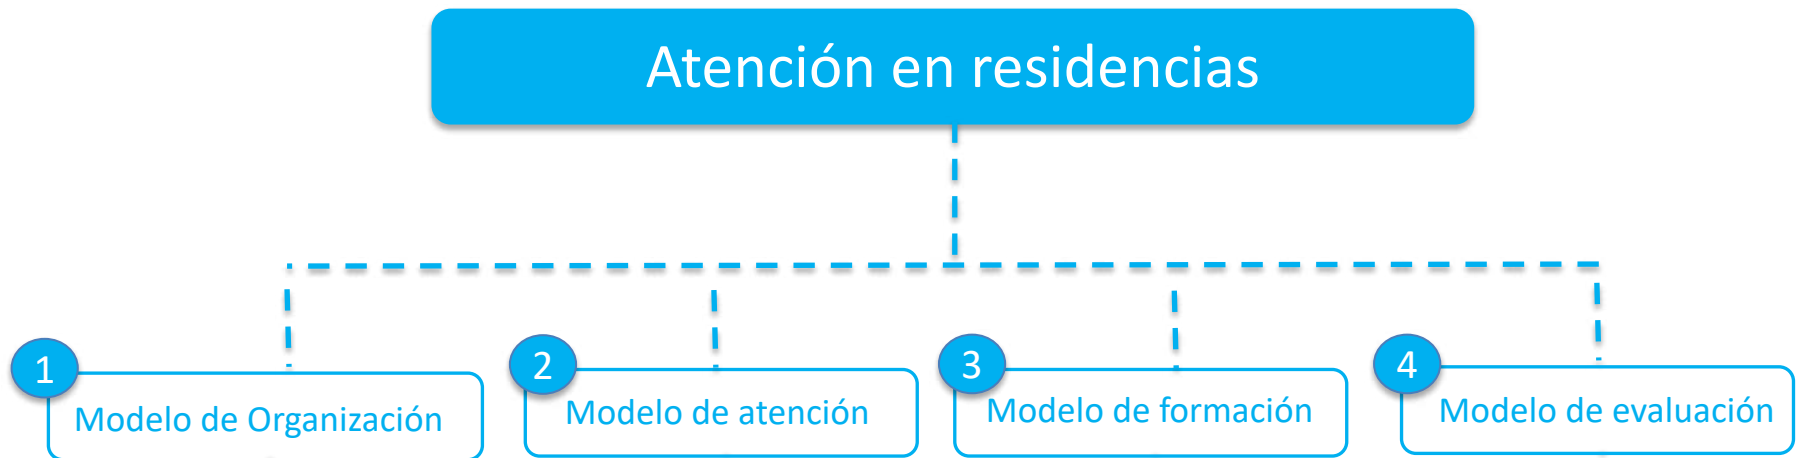 Atención en residencias
1
Modelo de Organización
2
Modelo de atención
3
Modelo de formación
4
Modelo de evaluación